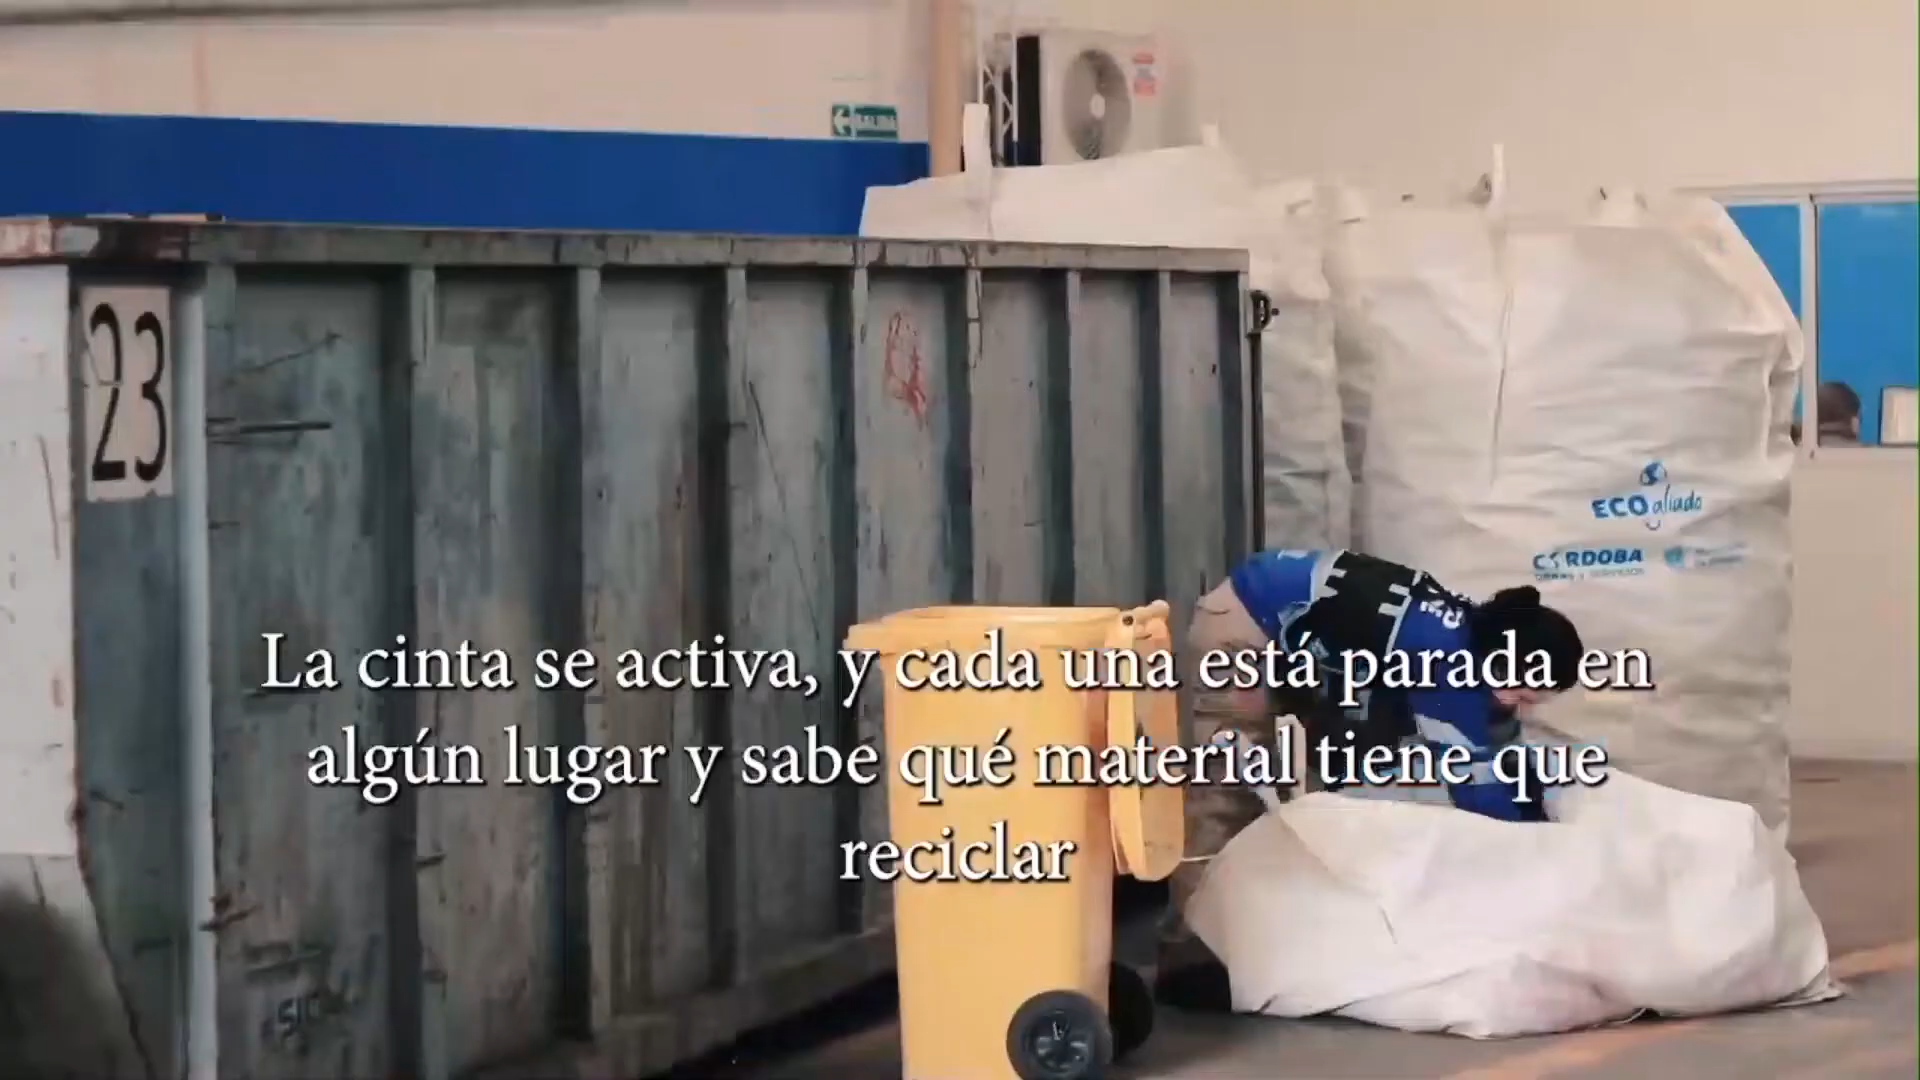 SALIDA
23
ECO aliado
CORDOBA
La cinta se activa, y cada una está parada en
algún lugar y sabe qué material tiene que
reciclar